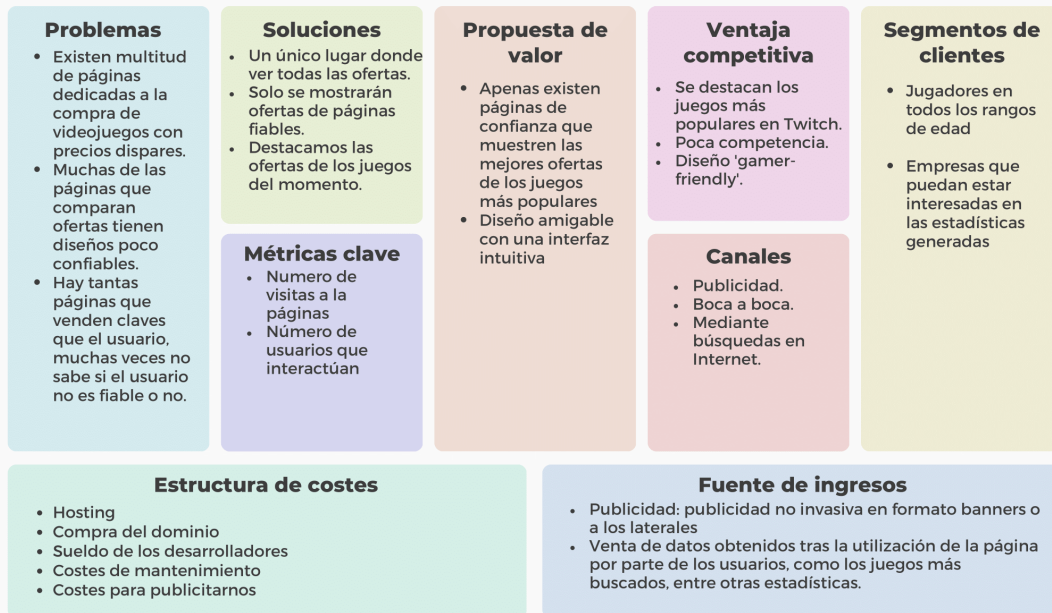 Problemas
Existen multitud
de páginas
dedicadas a la
compra de
videojuegos con
precios dispares.
Muchas de las
páginas que
comparan
ofertas tienen
diseños poco
confiables.
Hay tantas
páginas que
venden claves
que el usuario,
muchas veces no
sabe si el usuario
no es fiable o no.
Soluciones
Un único lugar donde
ver todas las ofertas.
Solo se mostrarán
ofertas de páginas
fiables.
Destacamos las
ofertas de los juegos
del momento.
Métricas clave
Numero de
visitas a la
páginas
Número de
usuarios que
interactúan
Propuesta de
valor
Apenas existen
páginas de
confianza que
muestren las
mejores ofertas
de los juegos
más populares
Diseño amigable
con una interfaz
intuitiva
Ventaja
competitiva
Se destacan los
juegos más
populares en Twitch.
Poca competencia.
Diseño 'gamer-
friendly'.
Canales
Publicidad.
Boca a boca.
Mediante
búsquedas en
Internet.
Segmentos de
clientes
Jugadores en
todos los rangos
de edad
Empresas que
puedan estar
interesadas en
las estadísticas
generadas
Estructura de costes
Hosting
Compra del dominio
Sueldo de los desarrolladores
Costes de mantenimiento
Costes para publicitarnos
Fuente de ingresos
Publicidad: publicidad no invasiva en formato banners o
a los laterales
Venta de datos obtenidos tras la utilización de la página
por parte de los usuarios, como los juegos más
buscados, entre otras estadísticas.